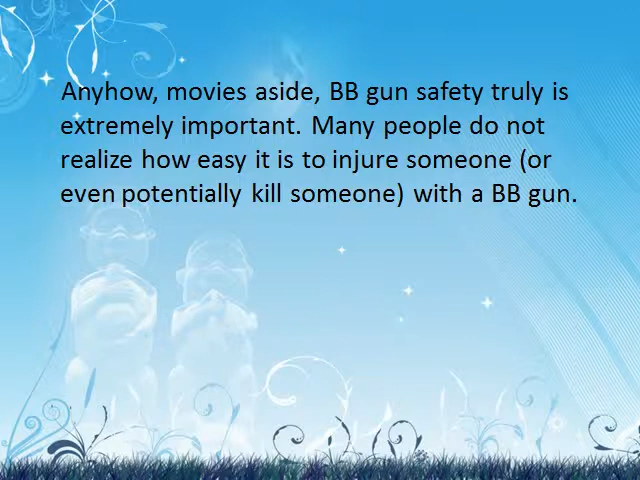 Anyhow, movies aside, BB gun safety truly is
extremely important. Many people do not
realize how easy it is to injure someone (or
even potentially kill someone) with a BB gun.